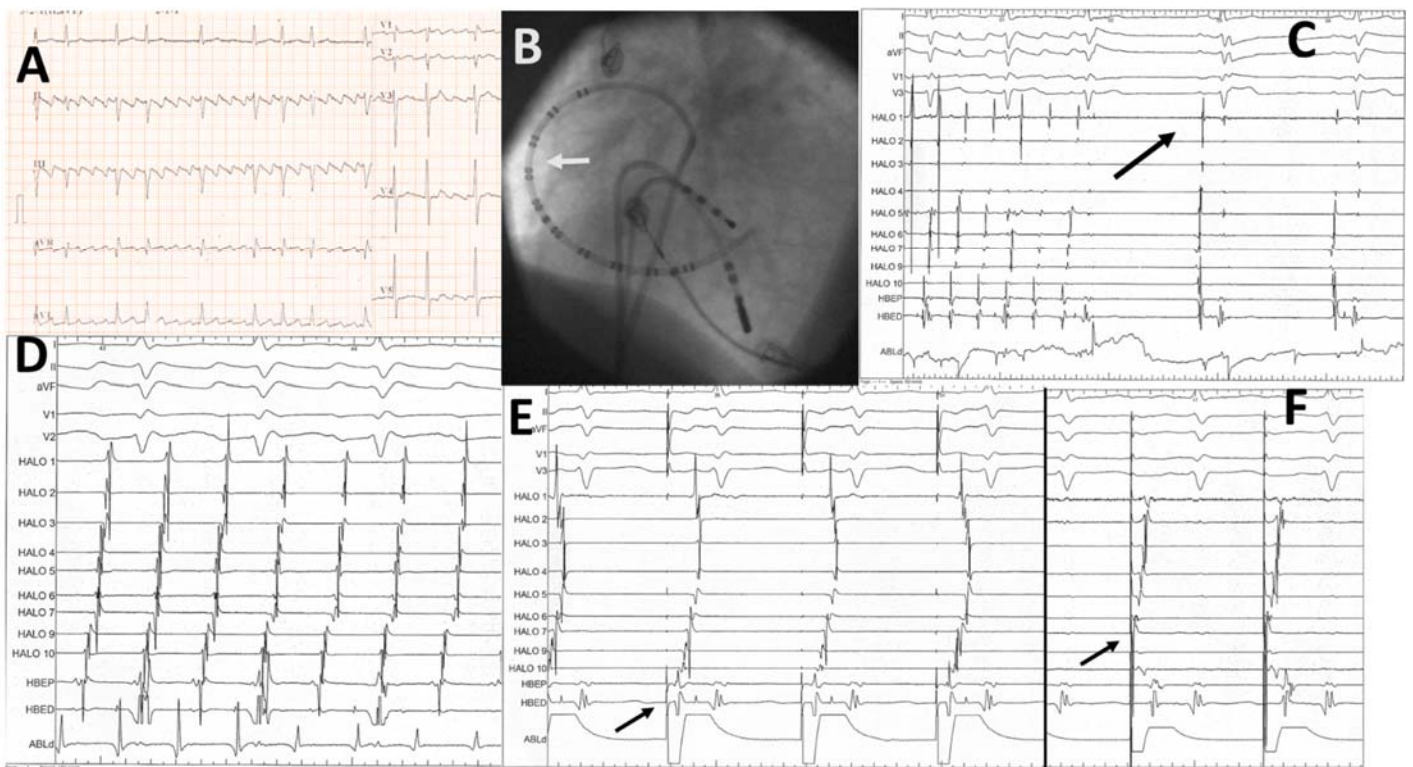 A
II
III
aVR
aVL
V1
V2
V3
V4
V5
B
C
I
II
aVF
V1
V3
HALO 1
HALO 2
HALO 3
HALO 4
HALO 5
HALO 6
HALO 7
HALO 9
HALO 10
HBEP
HBED
ABLd
D
I
II
aVF
V1
V2
HALO 1
HALO 2
HALO 3
HALO 4
HALO 5
HALO 6
HALO 7
HALO 9
HALO 10
HBEP
HBED
ABLd
E
I
II
aVF
V1
V3
HALO 1
HALO 2
HALO 3
HALO 4
HALO 5
HALO 6
HALO 7
HALO 9
HALO 10
HBEP
HBED
ABLd
F